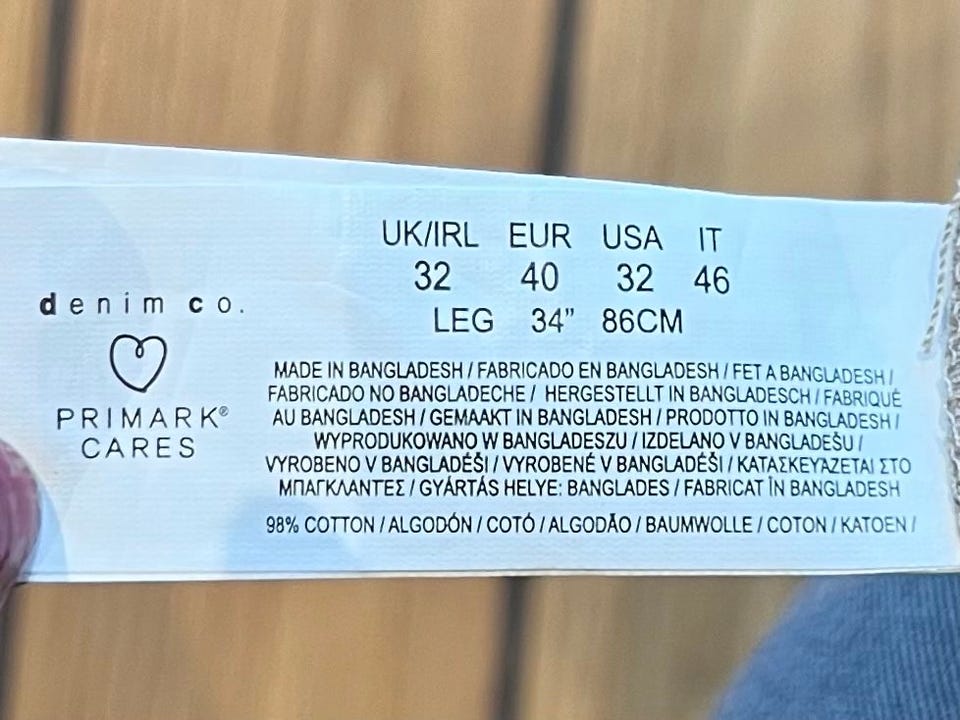 denim co.
PRIMARK®
CARES
UK/IRL EUR USA IT
32 40 32 46
LEG 34” 86CM
MADE IN BANGLADESH / FABRICADO EN BANGLADESH / FET A BANGLADESH /
FABRICADO NO BANGLADECHE / HERGESTELLT IN BANGLADESCH / FABRIQUÉ
AU BANGLADESH / GEMAAKT IN BANGLADESH / PRODOTTO IN BANGLADESH /
WYPRODUKOWANO W BANGLADESZU / IZDELANO V BANGLADEŠU /
VYROBENO V BANGLADÉŠI / VYROBENÉ V BANGLADÉŠI / ΚΑΤΑΣΚΕΥΑΖΕΤΑΙ ΣΤΟ
ΜΠΑΓΚΛΑΝΤΕΣ / GYÁRTÁS HELYE: BANGLADES / FABRICAT ÎN BANGLADESH
98% COTTON / ALGODÓN / COTÓ / ALGODÃO / BAUMWOLLE / COTON / KATOEN /